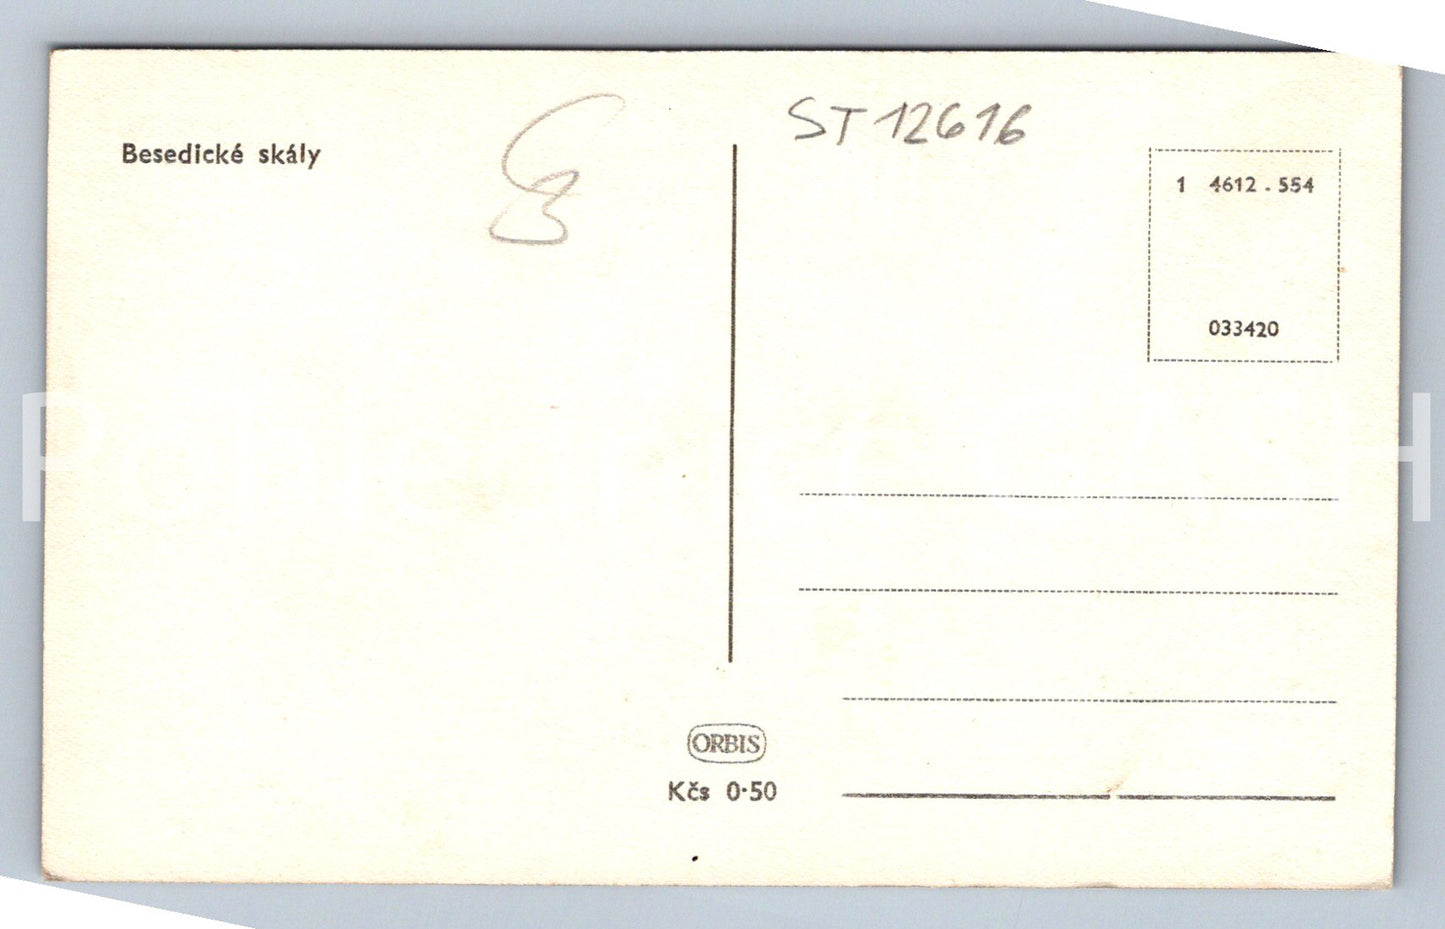 Besedické skály
ST 12616
1 4612 . 554
033420
ORBIS
Kčs 0·50